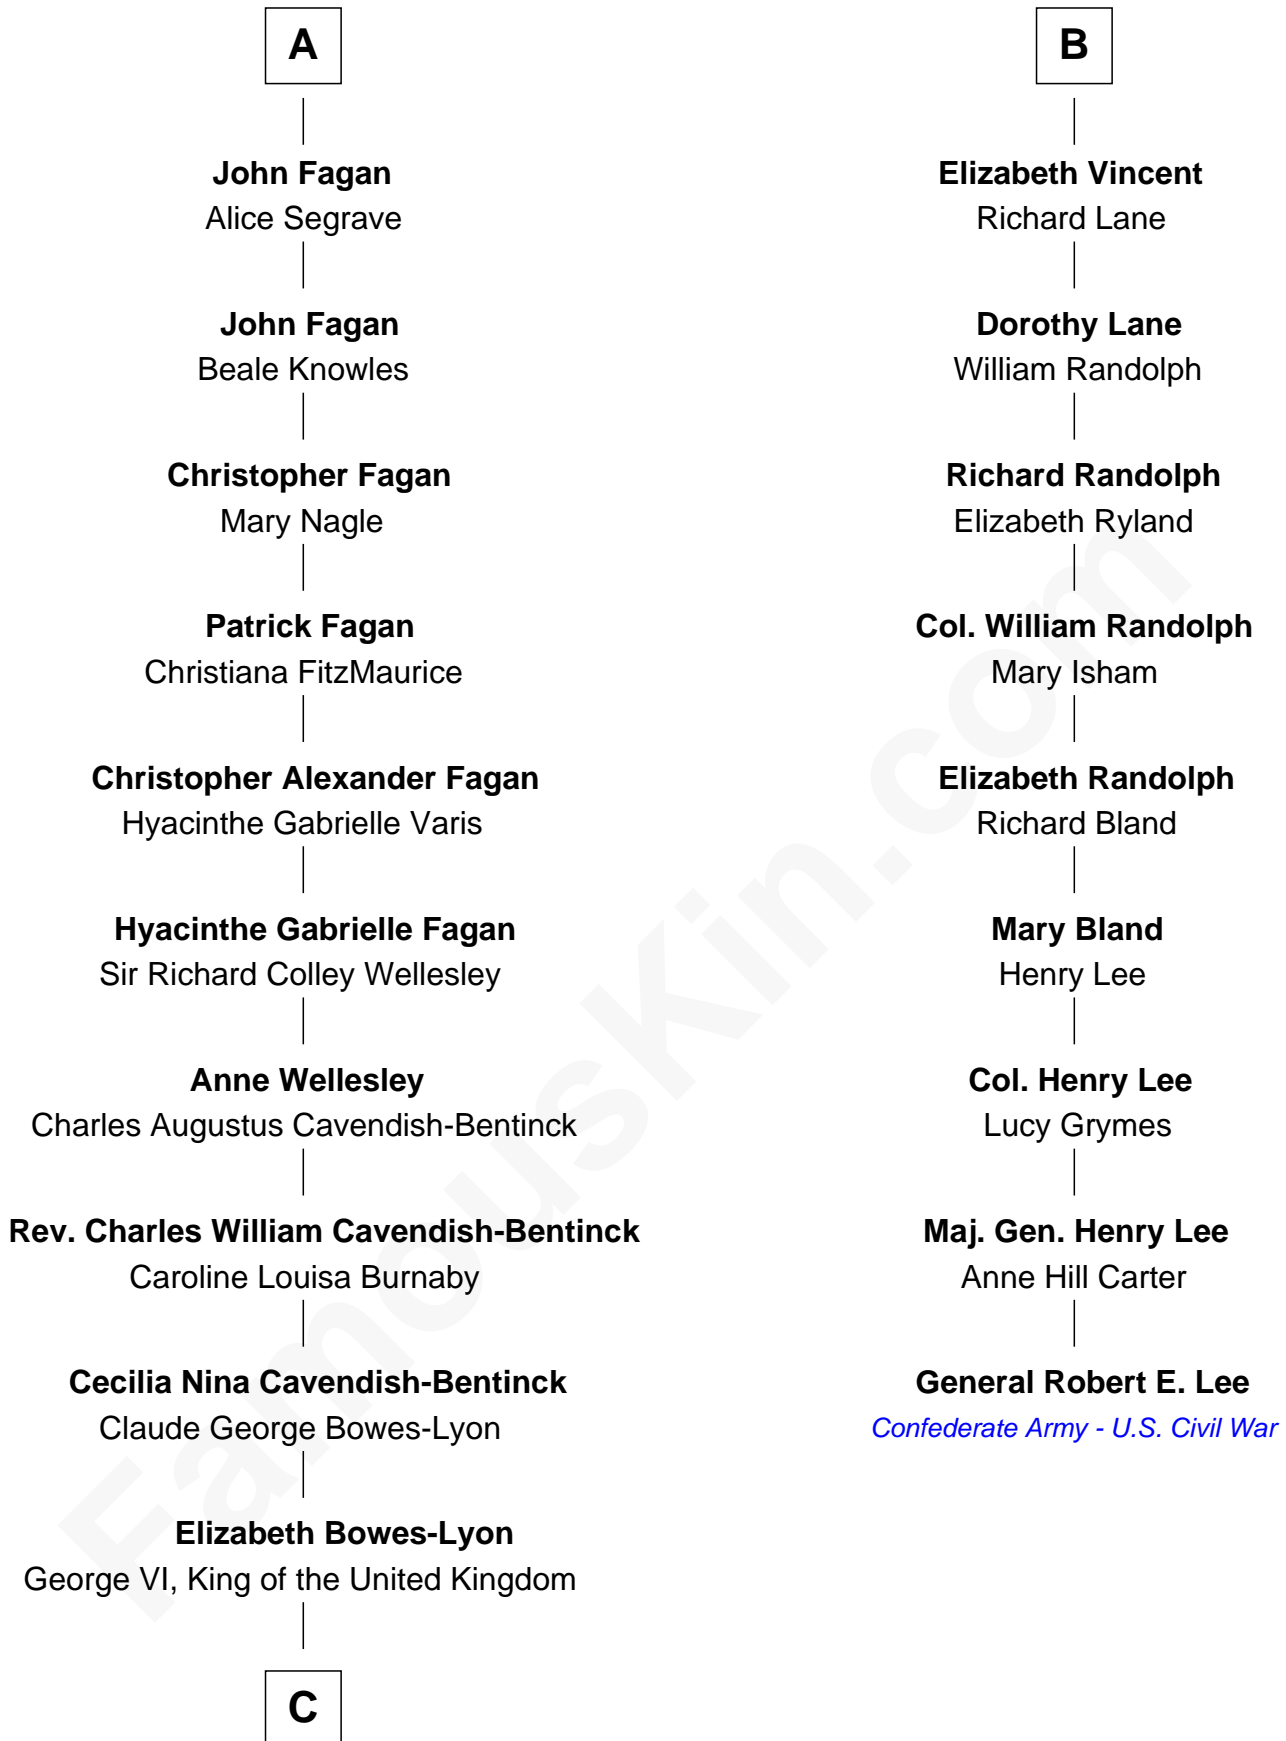 A
John Fagan
Alice Segrave
John Fagan
Beale Knowles
Christopher Fagan
Mary Nagle
Patrick Fagan
Christiana FitzMaurice
Christopher Alexander Fagan
Hyacinthe Gabrielle Varis
Hyacinthe Gabrielle Fagan
Sir Richard Colley Wellesley
Anne Wellesley
Charles Augustus Cavendish-Bentinck
Rev. Charles William Cavendish-Bentinck
Caroline Louisa Burnaby
Cecilia Nina Cavendish-Bentinck
Claude George Bowes-Lyon
Elizabeth Bowes-Lyon
George VI, King of the United Kingdom
C
B
Elizabeth Vincent
Richard Lane
Dorothy Lane
William Randolph
Richard Randolph
Elizabeth Ryland
Col. William Randolph
Mary Isham
Elizabeth Randolph
Richard Bland
Mary Bland
Henry Lee
Col. Henry Lee
Lucy Grymes
Maj. Gen. Henry Lee
Anne Hill Carter
General Robert E. Lee
Confederate Army - U.S. Civil War
FamousKin.com